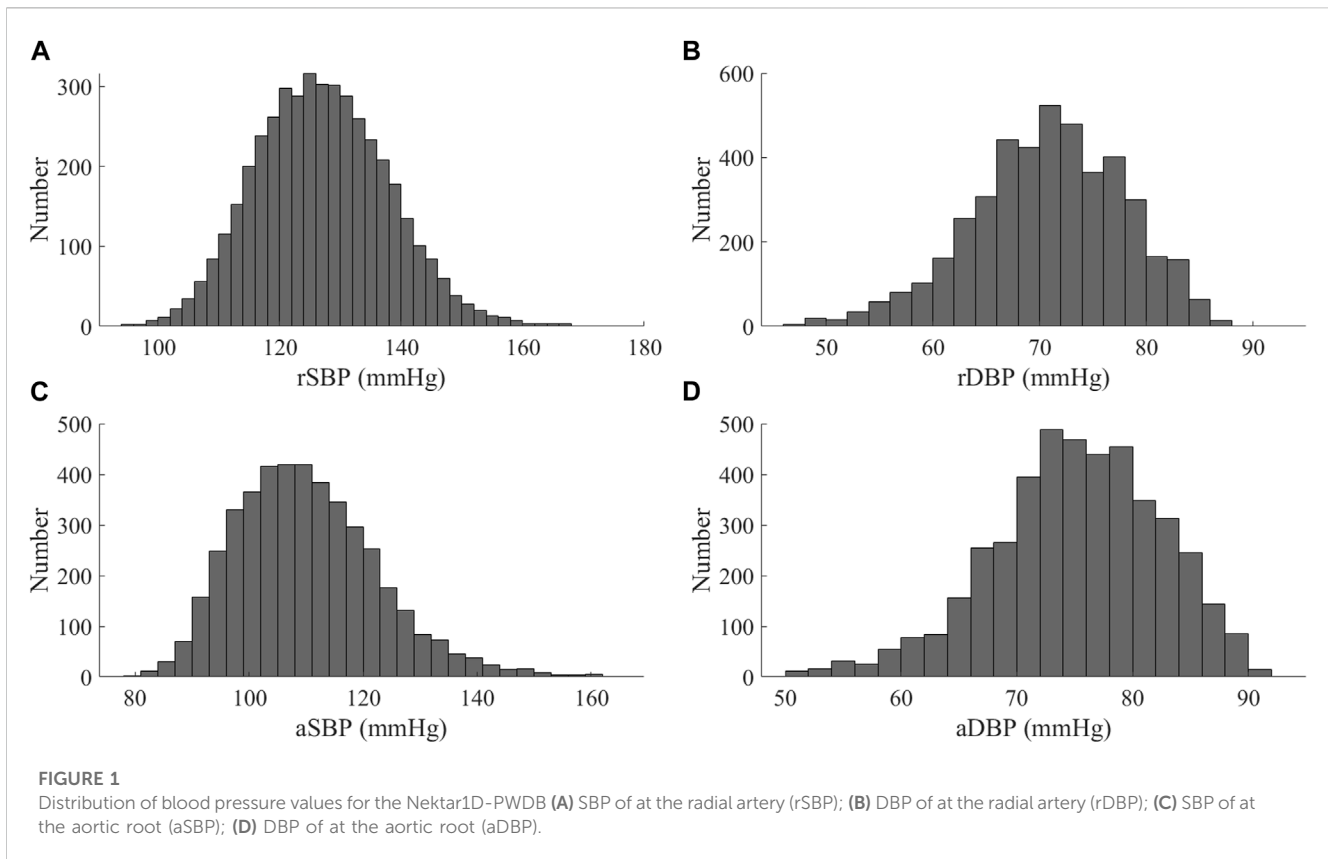 A
300
200
100
0
Number
100 120 140 160 180
rSBP (mmHg)
B
600
400
200
0
Number
50 60 70 80 90
rDBP (mmHg)
C
500
400
300
200
100
0
Number
80 100 120 140 160
aSBP (mmHg)
D
500
400
300
200
100
0
Number
50 60 70 80 90
aDBP (mmHg)
FIGURE 1
Distribution of blood pressure values for the Nektar1D-PWDB (A) SBP of at the radial artery (rSBP); (B) DBP of at the radial artery (rDBP); (C) SBP of at
the aortic root (aSBP); (D) DBP of at the aortic root (aDBP).